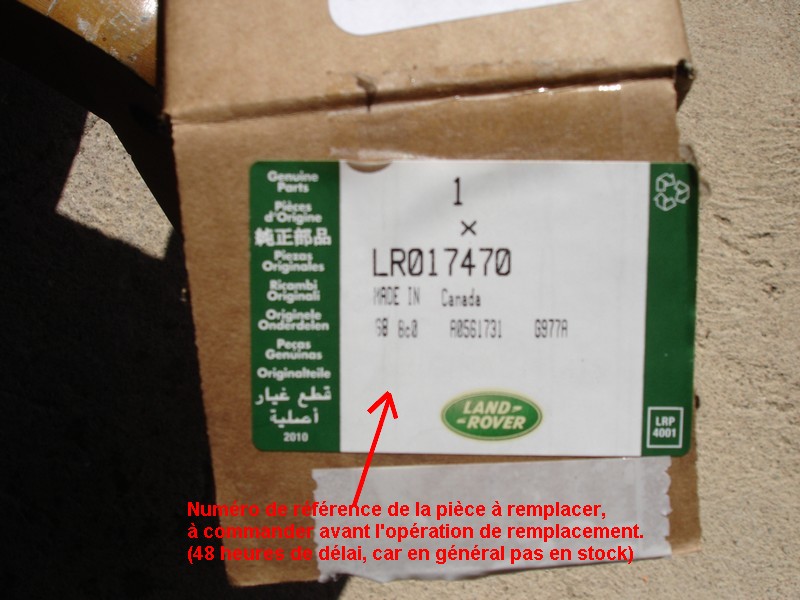 Genuine
Parts
Pièces
d'Origine
純正部品
Piezas
Originales
Ricambi
Originali
Originele
Onderdelen
Peças
Genuínas
Originalteile
قطع غيار
أصلية
2010
1
×
LR017470
MADE IN Canada
A0561731 G977A
LAND
ROVER
LRP
4001
Numéro de référence de la pièce à remplacer,
à commander avant l'opération de remplacement.
(48 heures de délai, car en général pas en stock)